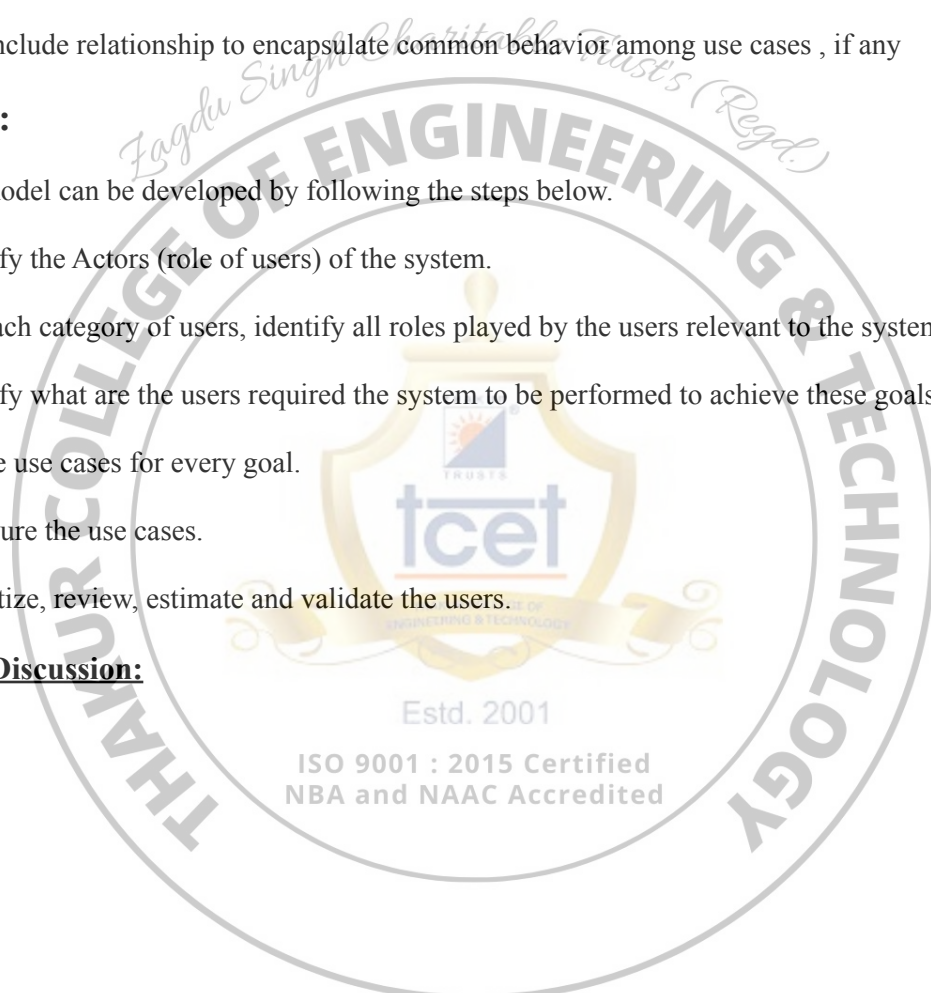 nclude relationship to encapsulate common behavior among use cases , if any
:
odel can be developed by following the steps below.
fy the Actors (role of users) of the system.
ach category of users, identify all roles played by the users relevant to the system
fy what are the users required the system to be performed to achieve these goals
e use cases for every goal.
ure the use cases.
tize, review, estimate and validate the users.
Discussion:
Zagdu Singh Charitable Trust's (Regd.)
THAKUR COLLEGE OF ENGINEERING & TECHNOLOGY
TRUSTS
tcet
ENGINEERING & TECHNOLOGY
Estd. 2001
ISO 9001 : 2015 Certified
NBA and NAAC Accredited